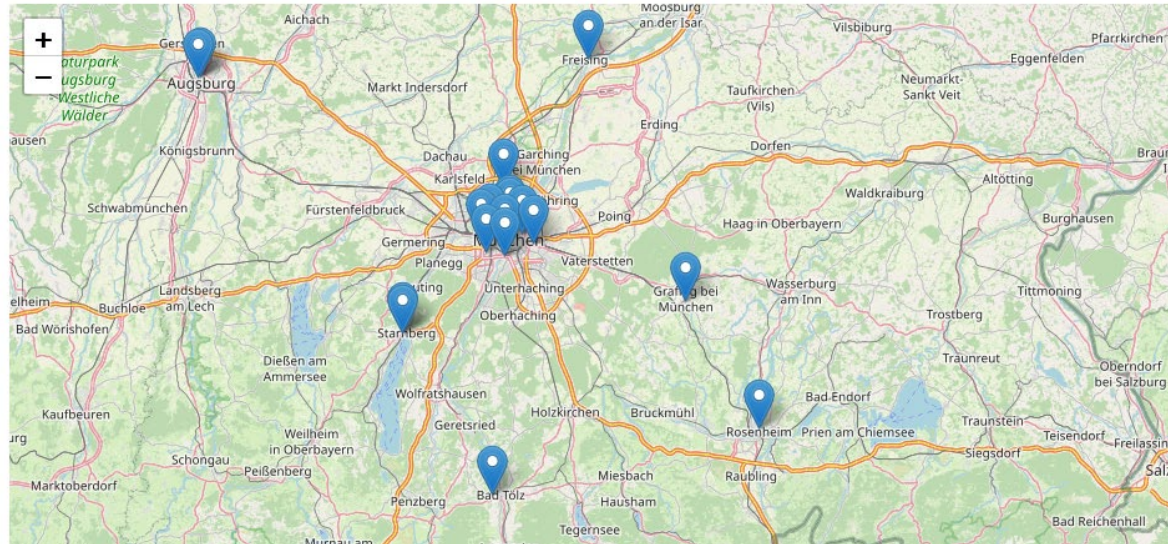 Moosburg
an der Isar
Aichach
Vilsbiburg
Pfarrkirchen
+
Freising
Eggenfelden
−
Augsburg
Augsburg
Westliche
Wälder
Markt Indersdorf
Taufkirchen
(Vils)
Neumarkt-
Sankt Veit
Erding
Königsbrunn
Dachau
Garching
bei München
Dorfen
Karlsfeld
Altötting
Waldkraiburg
Schwabmünchen
Fürstenfeldbruck
Poing
Haag in Oberbayern
Burghausen
Germering
Planegg
Vaterstetten
Landsberg
am Lech
Unterhaching
München
Wasserburg
am Inn
Tittmoning
Buchloe
Oberhaching
Trostberg
Bad Wörishofen
Starnberg
Dießen am
Ammersee
Traunreut
Oberndorf
bei Salzburg
Wolfratshausen
Bad Endorf
Kaufbeuren
Holzkirchen
Bruckmühl
Geretsried
Rosenheim
Prien am Chiemsee
Traunstein
Teisendorf
Weilheim
in Oberbayern
Schongau
Peißenberg
Siegsdorf
Marktoberdorf
Miesbach
Raubling
Penzberg
Bad Tölz
Hausham
Tegernsee
Bad Reichenhall